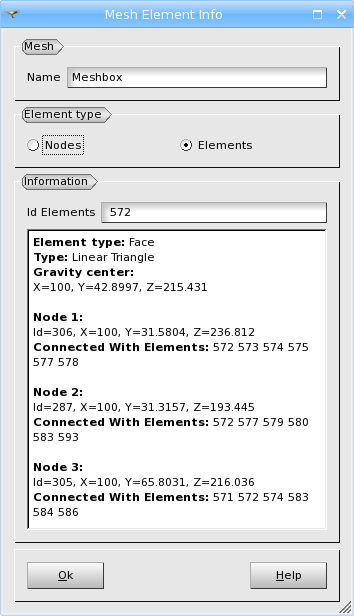 Mesh Element Info
Mesh
Name Meshbox
Element type
Nodes Elements
Information
Id Elements 572
Element type: Face
Type: Linear Triangle
Gravity center:
X=100, Y=42.8997, Z=215.431
Node 1:
Id=306, X=100, Y=31.5804, Z=236.812
Connected With Elements: 572 573 574 575
577 578
Node 2:
Id=287, X=100, Y=31.3157, Z=193.445
Connected With Elements: 572 577 579 580
583 593
Node 3:
Id=305, X=100, Y=65.8031, Z=216.036
Connected With Elements: 571 572 574 583
584 586
Ok Help